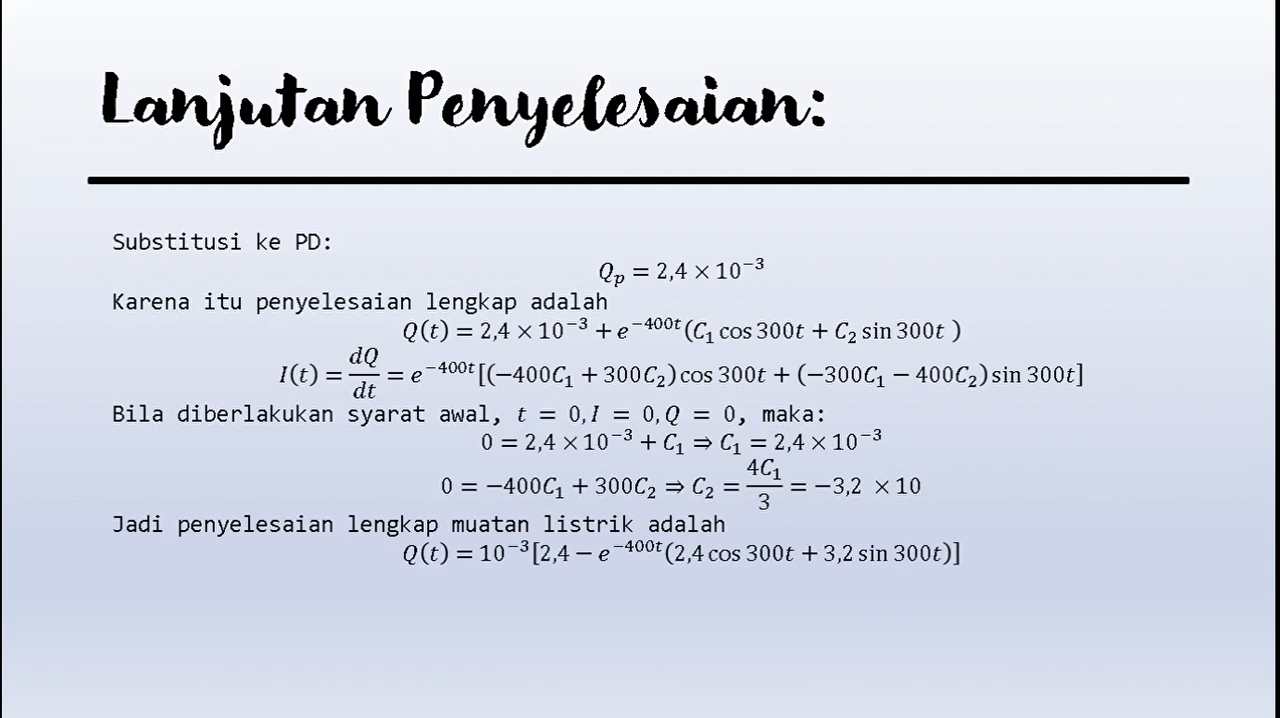 Lanjutan Penyelesaian:
Substitusi ke PD:
Qₚ = 2,4 × 10⁻³
Karena itu penyelesaian lengkap adalah
Q(t) = 2,4 × 10⁻³ + e⁻⁴⁰⁰ᵗ(C₁ cos 300t + C₂ sin 300t )
I(t) = dQ/dt = e⁻⁴⁰⁰ᵗ[(−400C₁ + 300C₂) cos 300t + (−300C₁ − 400C₂) sin 300t]
Bila diberlakukan syarat awal, t = 0, I = 0, Q = 0, maka:
0 = 2,4 × 10⁻³ + C₁ ⇒ C₁ = 2,4 × 10⁻³
0 = −400C₁ + 300C₂ ⇒ C₂ = 4C₁/3 = −3,2 × 10
Jadi penyelesaian lengkap muatan listrik adalah
Q(t) = 10⁻³[2,4 − e⁻⁴⁰⁰ᵗ(2,4 cos 300t + 3,2 sin 300t)]